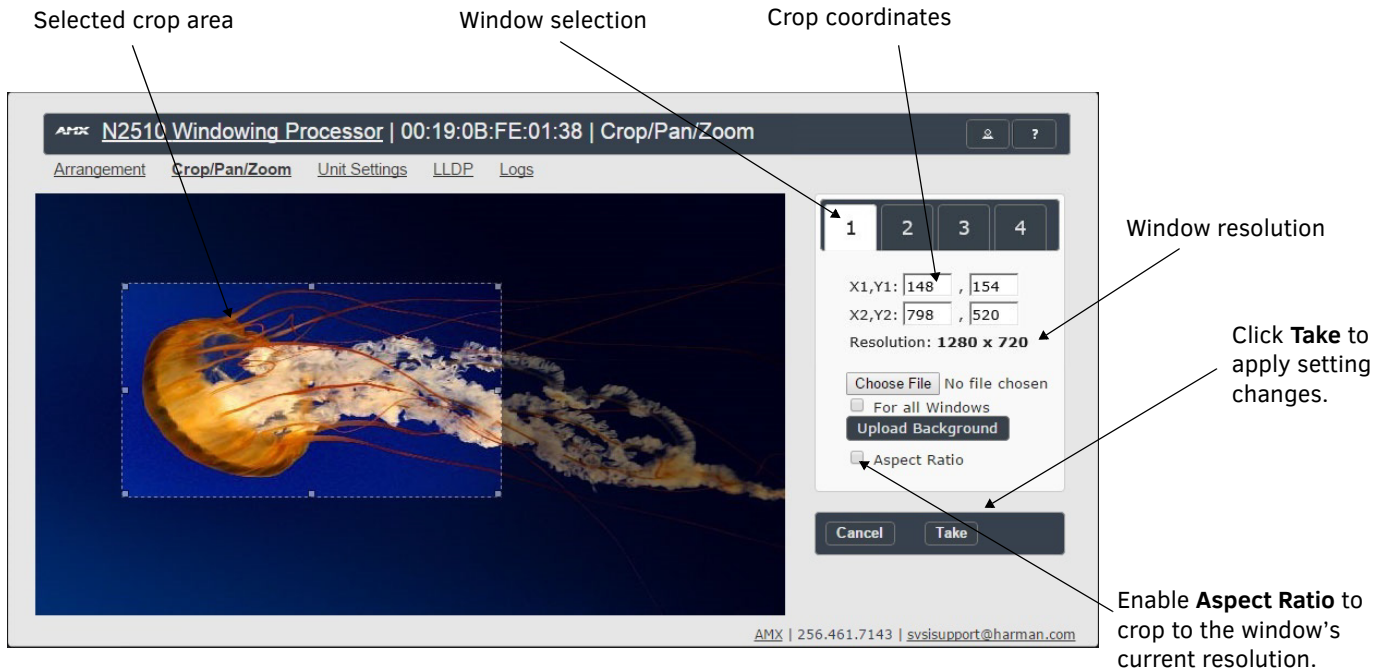 Selected crop area
Window selection
Crop coordinates
AMX N2510 Windowing Processor | 00:19:0B:FE:01:38 | Crop/Pan/Zoom
?
Arrangement Crop/Pan/Zoom Unit Settings LLDP Logs
1 2 3 4
Window resolution
X1,Y1: 148 , 154
X2,Y2: 798 , 520
Resolution: 1280 x 720
Click Take to
apply setting
changes.
Choose File No file chosen
For all Windows
Upload Background
Aspect Ratio
Cancel Take
Enable Aspect Ratio to
crop to the window’s
current resolution.
AMX | 256.461.7143 | svsisupport@harman.com